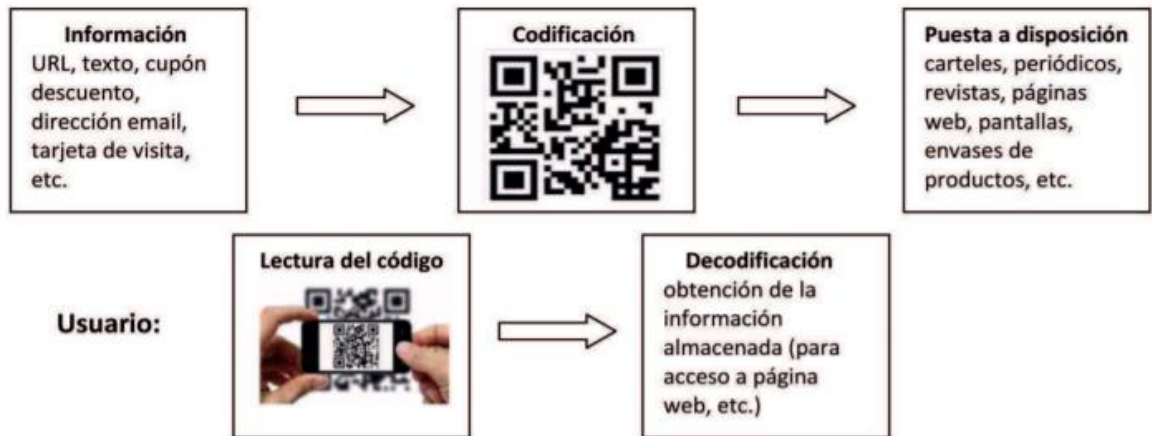 Información
URL, texto, cupón
descuento,
dirección email,
tarjeta de visita,
etc.
Codificación
Puesta a disposición
carteles, periódicos,
revistas, páginas
web, pantallas,
envases de
productos, etc.
Usuario:
Lectura del código
Decodificación
obtención de la
información
almacenada (para
acceso a página
web, etc.)